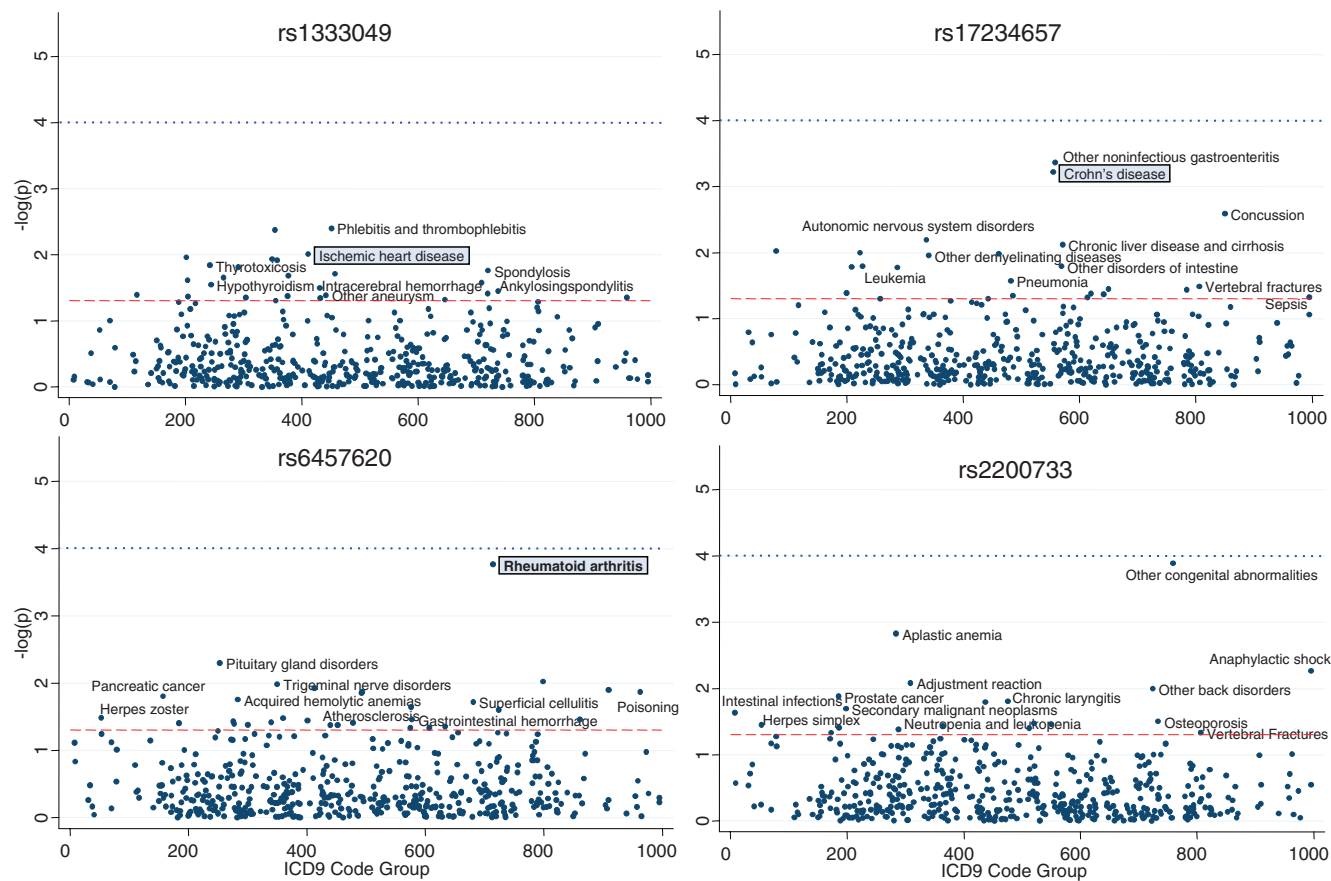 rs1333049
5
4
3
2
1
0
-log(p)
Phlebitis and thrombophlebitis
Ischemic heart disease
Thyrotoxicosis
Spondylosis
Hypothyroidism
Intracerebral hemorrhage
Ankylosingspondylitis
Other aneurysm
0
200
400
600
800
1000
rs17234657
5
4
3
2
1
0
Other noninfectious gastroenteritis
Crohn's disease
Concussion
Autonomic nervous system disorders
Chronic liver disease and cirrhosis
Other demyelinating diseases
Other disorders of intestine
Leukemia
Pneumonia
Vertebral fractures
Sepsis
0
200
400
600
800
1000
rs6457620
5
4
3
2
1
0
-log(p)
Rheumatoid arthritis
Pituitary gland disorders
Pancreatic cancer
Trigeminal nerve disorders
Acquired hemolytic anemias
Superficial cellulitis
Poisoning
Herpes zoster
Atherosclerosis
Gastrointestinal hemorrhage
0
200
400
600
800
1000
ICD9 Code Group
rs2200733
5
4
3
2
1
0
Other congenital abnormalities
Aplastic anemia
Anaphylactic shock
Adjustment reaction
Other back disorders
Intestinal infections
Prostate cancer
Chronic laryngitis
Secondary malignant neoplasms
Herpes simplex
Neutropenia and leukopenia
Osteoporosis
Vertebral Fractures
0
200
400
600
800
1000
ICD9 Code Group